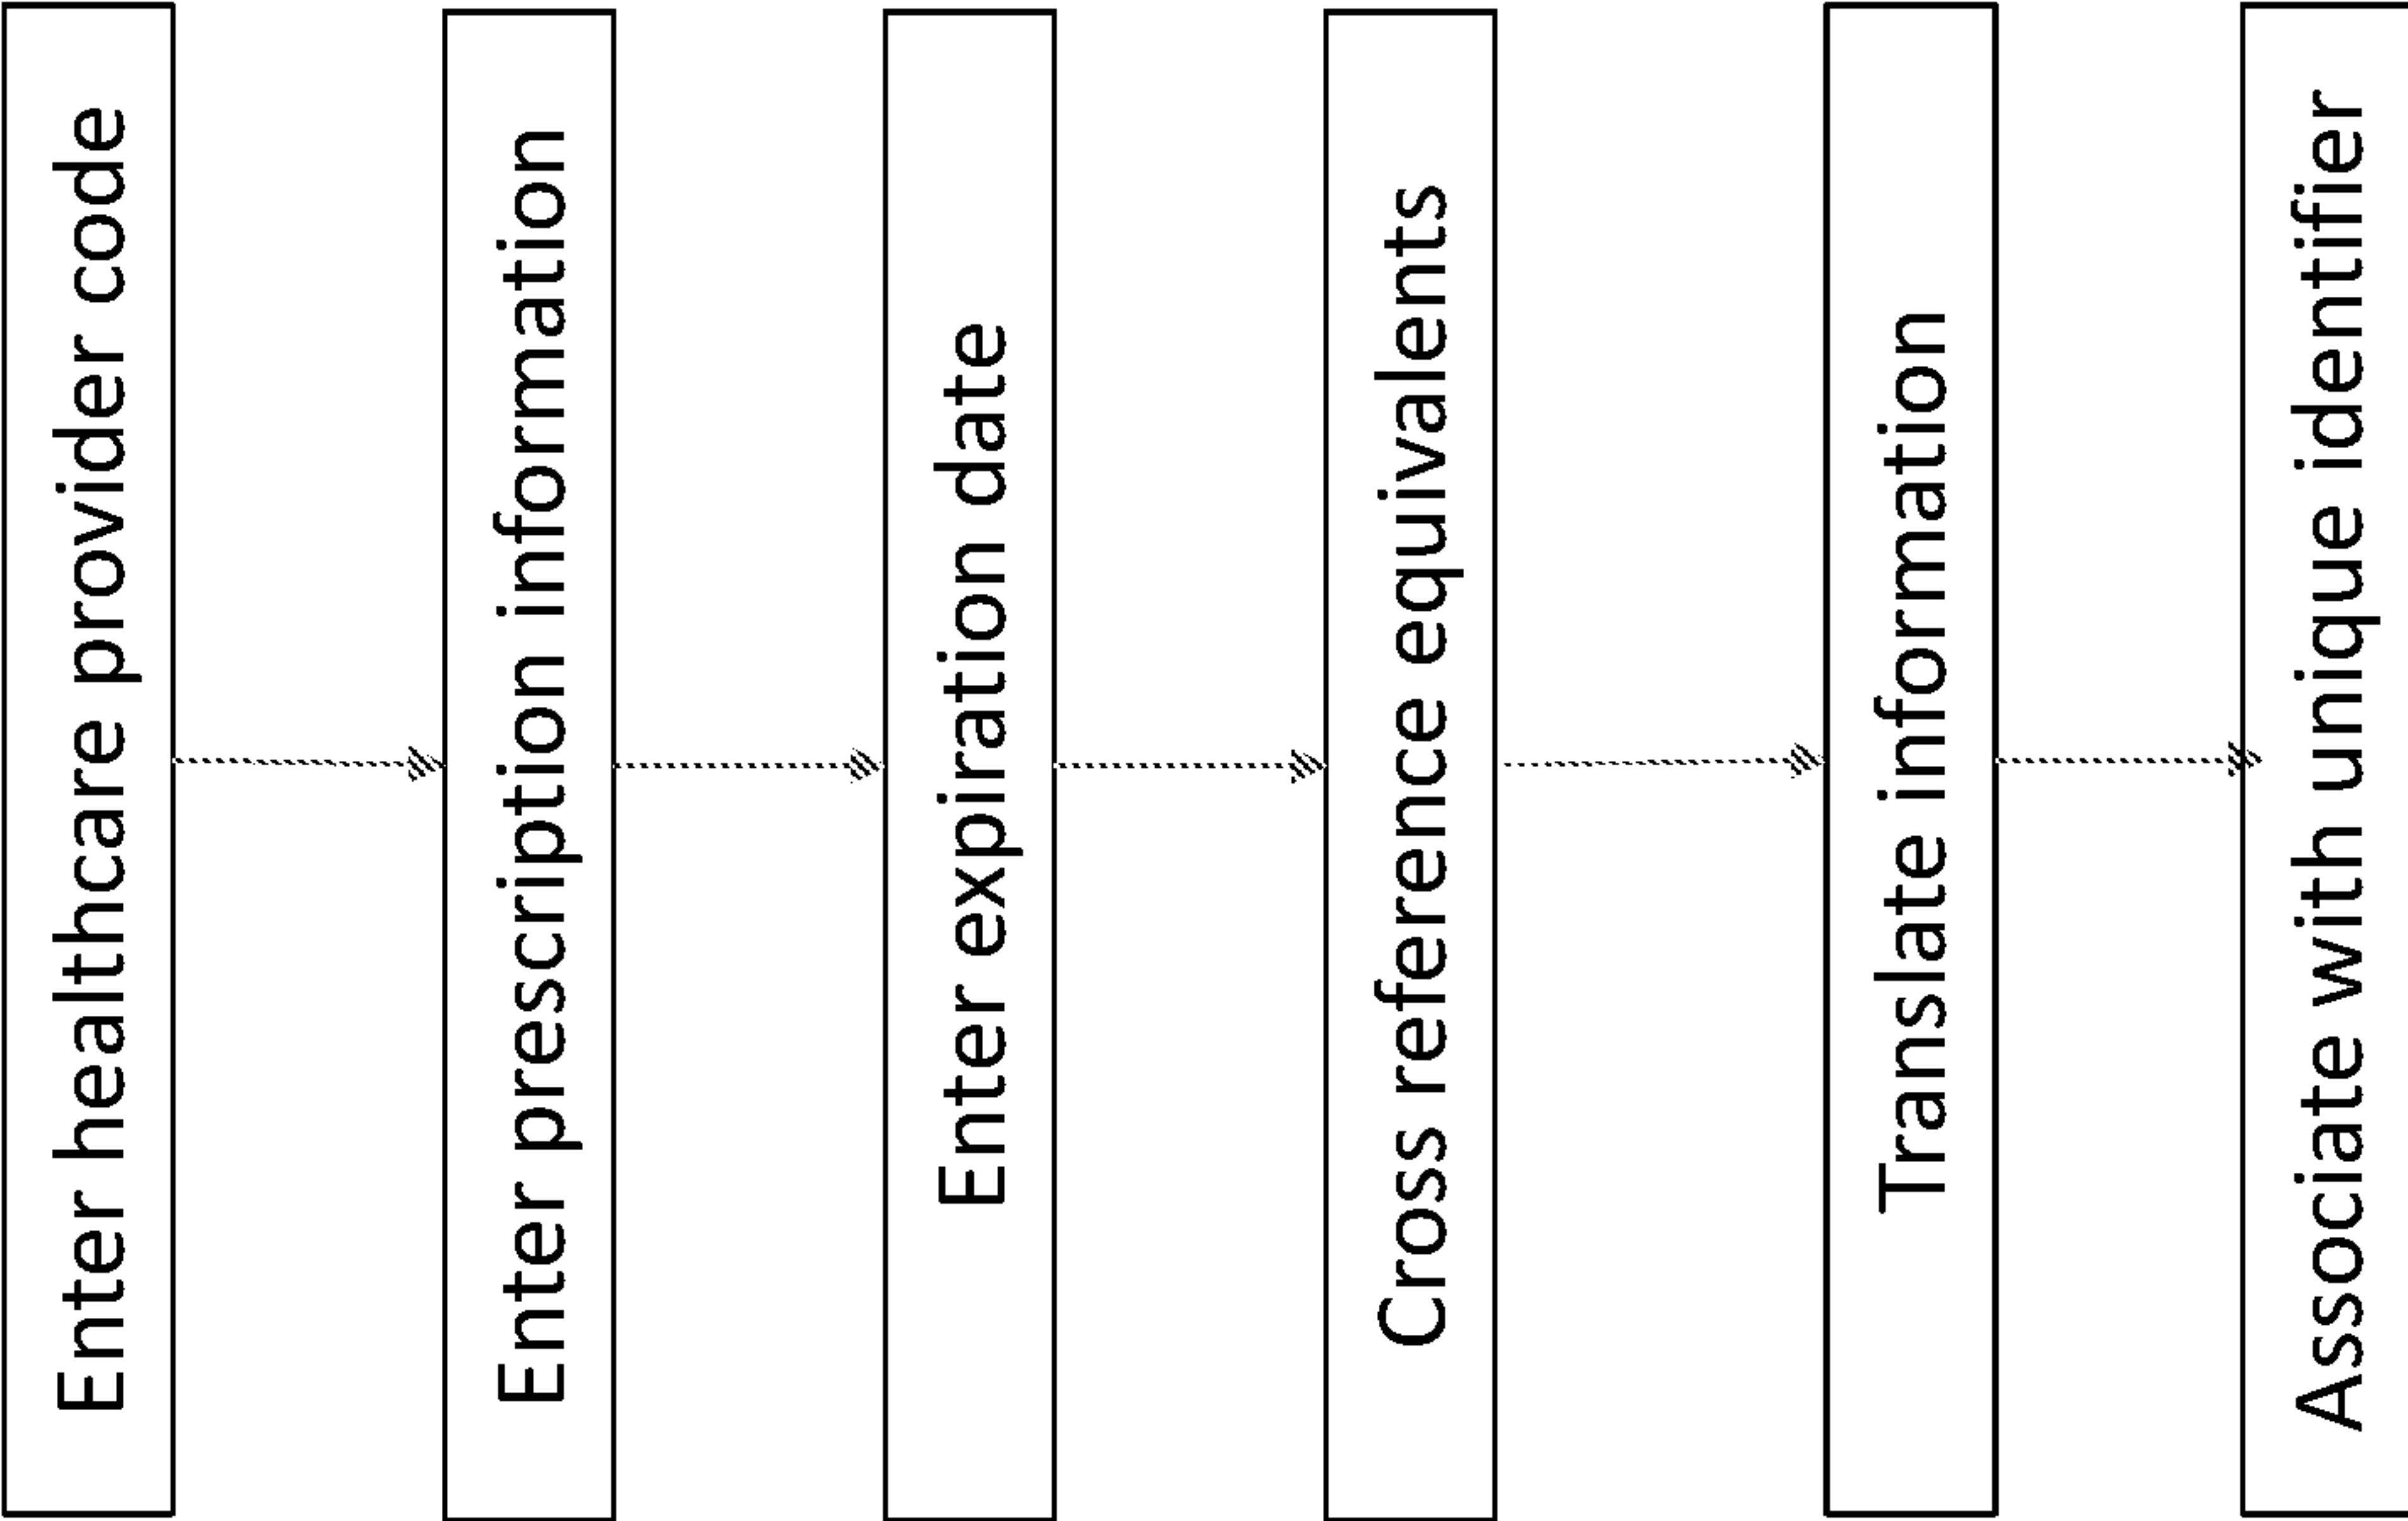 Enter healthcare provider code
Enter prescription information
Enter expiration date
Cross reference equivalents
Translate information
Associate with unique identifier